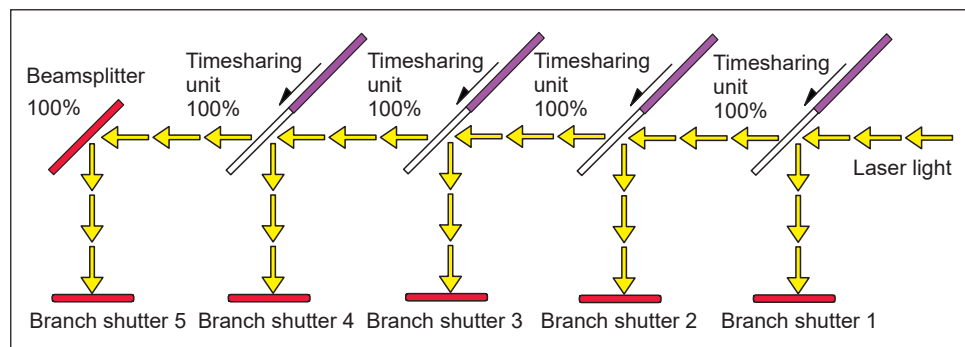 Beamsplitter
100%
Timesharing
unit
100%
Timesharing
unit
100%
Timesharing
unit
100%
Timesharing
unit
100%
Laser light
Branch shutter 5
Branch shutter 4
Branch shutter 3
Branch shutter 2
Branch shutter 1